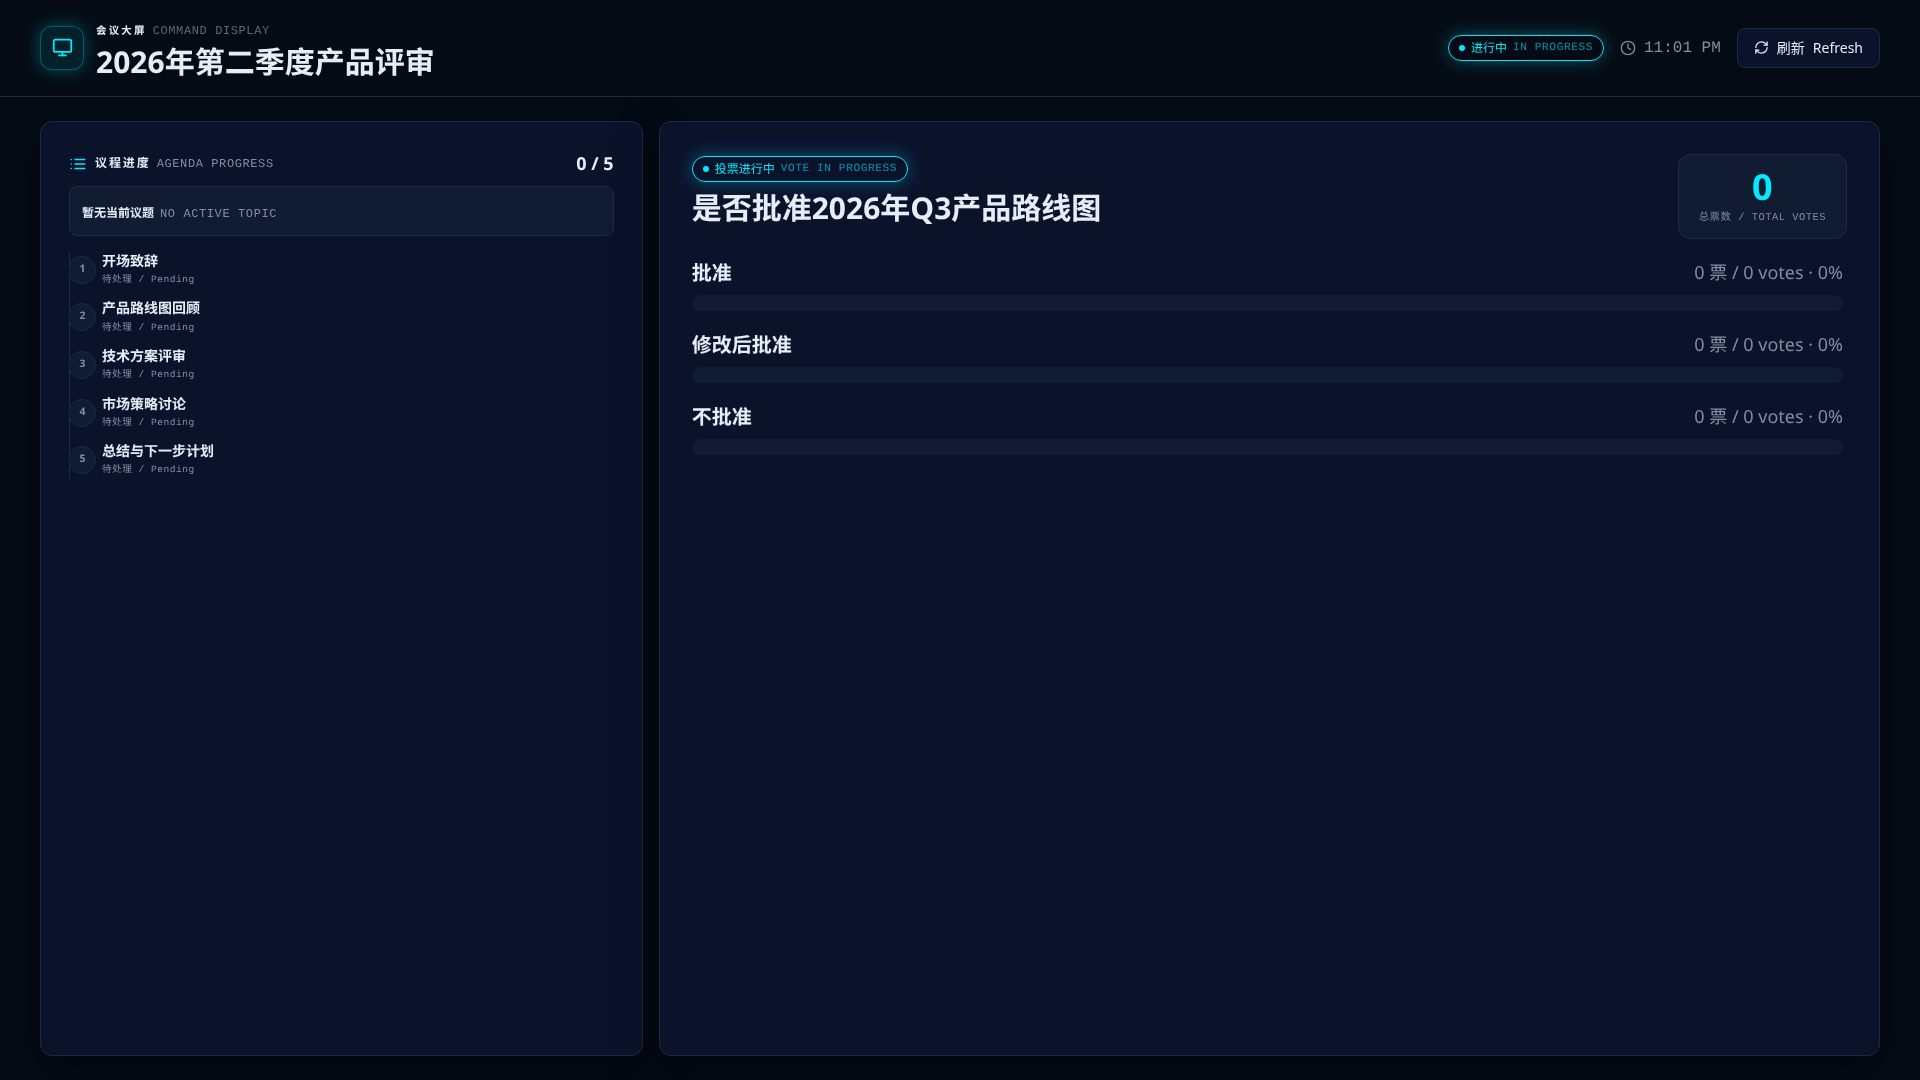 会议大屏 COMMAND DISPLAY
2026年第二季度产品评审
进行中 IN PROGRESS
11:01 PM
刷新 Refresh
议程进度 AGENDA PROGRESS
0 / 5
暂无当前议题 NO ACTIVE TOPIC
1
开场致辞
待处理 / Pending
2
产品路线图回顾
待处理 / Pending
3
技术方案评审
待处理 / Pending
4
市场策略讨论
待处理 / Pending
5
总结与下一步计划
待处理 / Pending
投票进行中 VOTE IN PROGRESS
是否批准2026年Q3产品路线图
0
总票数 / TOTAL VOTES
批准
0 票 / 0 votes · 0%
修改后批准
0 票 / 0 votes · 0%
不批准
0 票 / 0 votes · 0%